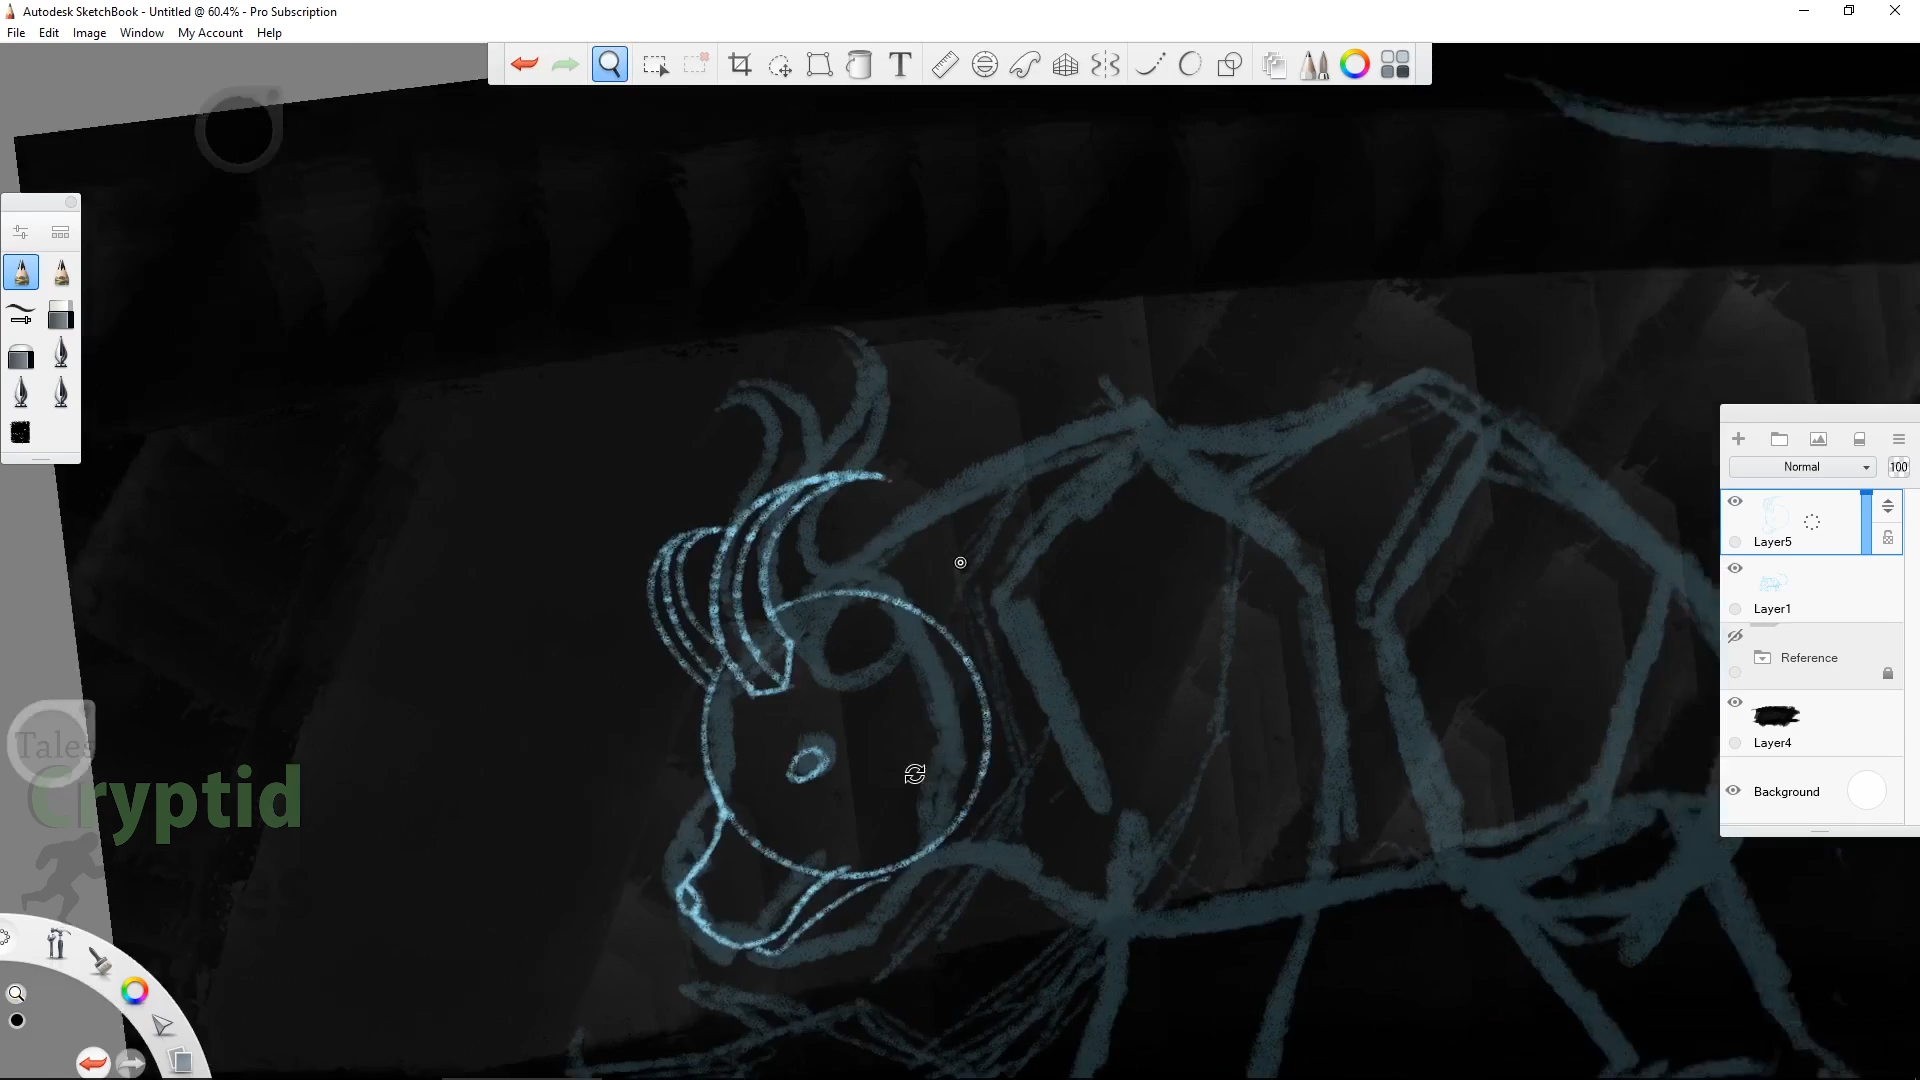 Autodesk SketchBook - Untitled @ 60.4% - Pro Subscription
File Edit Image Window My Account Help
T
Normal 100
Layer5
Layer1
Reference
Layer4
Background
Tales
Cryptid